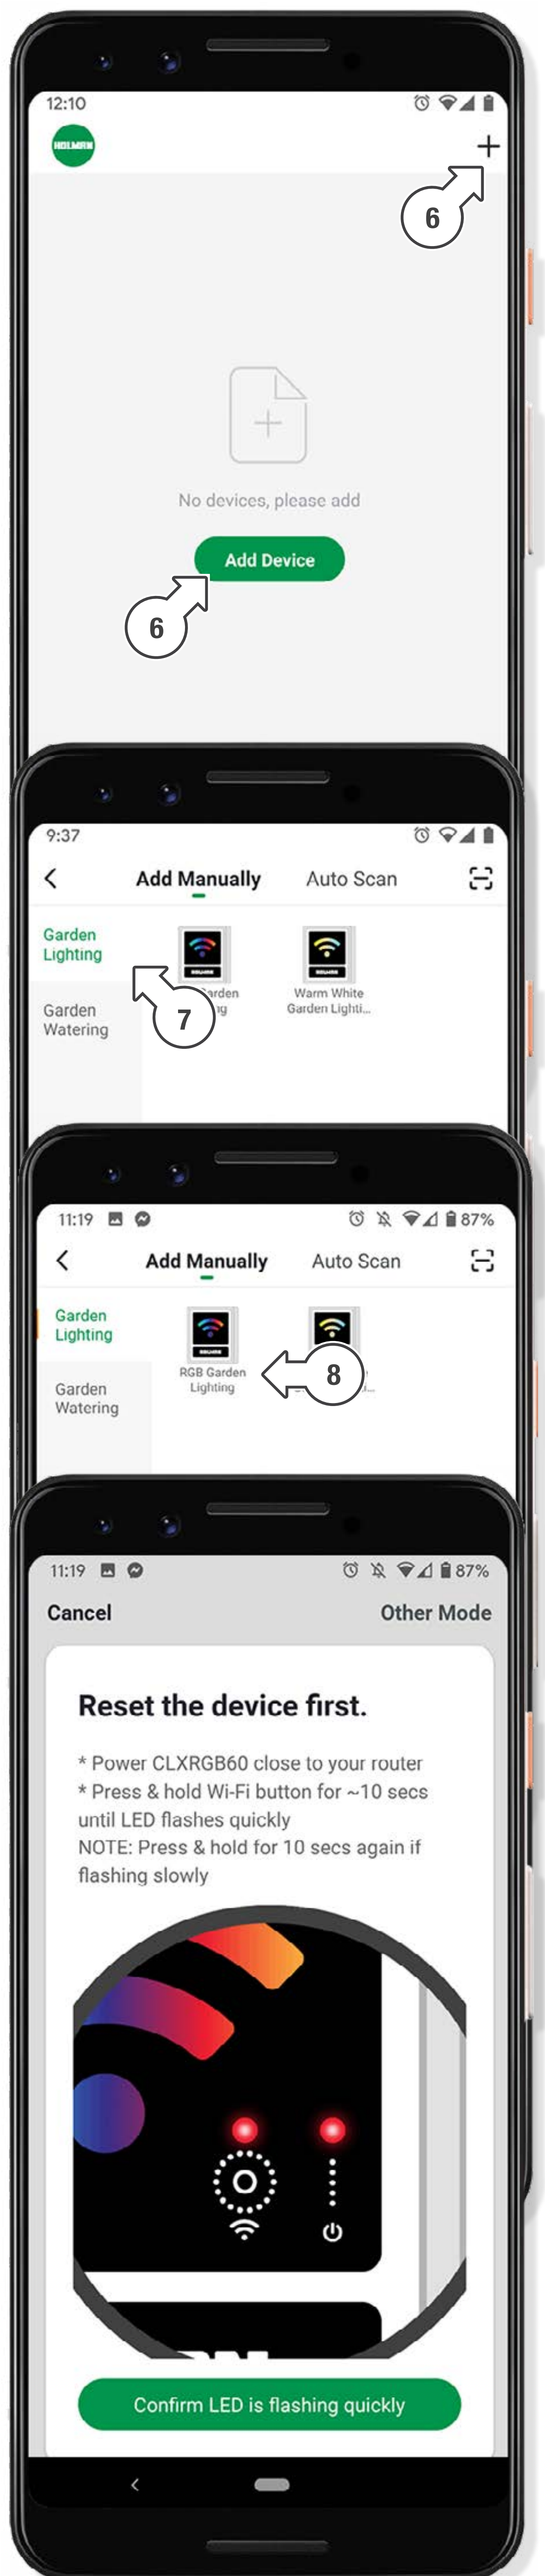 12:10
HOLMAN
+
6
No devices, please add
Add Device
6
9:37
Add Manually
Auto Scan
Garden
Lighting
Garden
Watering
Warm White
Garden Lighti...
7
11:19
87%
Add Manually
Auto Scan
Garden
Lighting
Garden
Watering
RGB Garden
Lighting
8
11:19
87%
Cancel
Other Mode
Reset the device first.
* Power CLXRGB60 close to your router
* Press & hold Wi-Fi button for ~10 secs
until LED flashes quickly
NOTE: Press & hold for 10 secs again if
flashing slowly
Confirm LED is flashing quickly